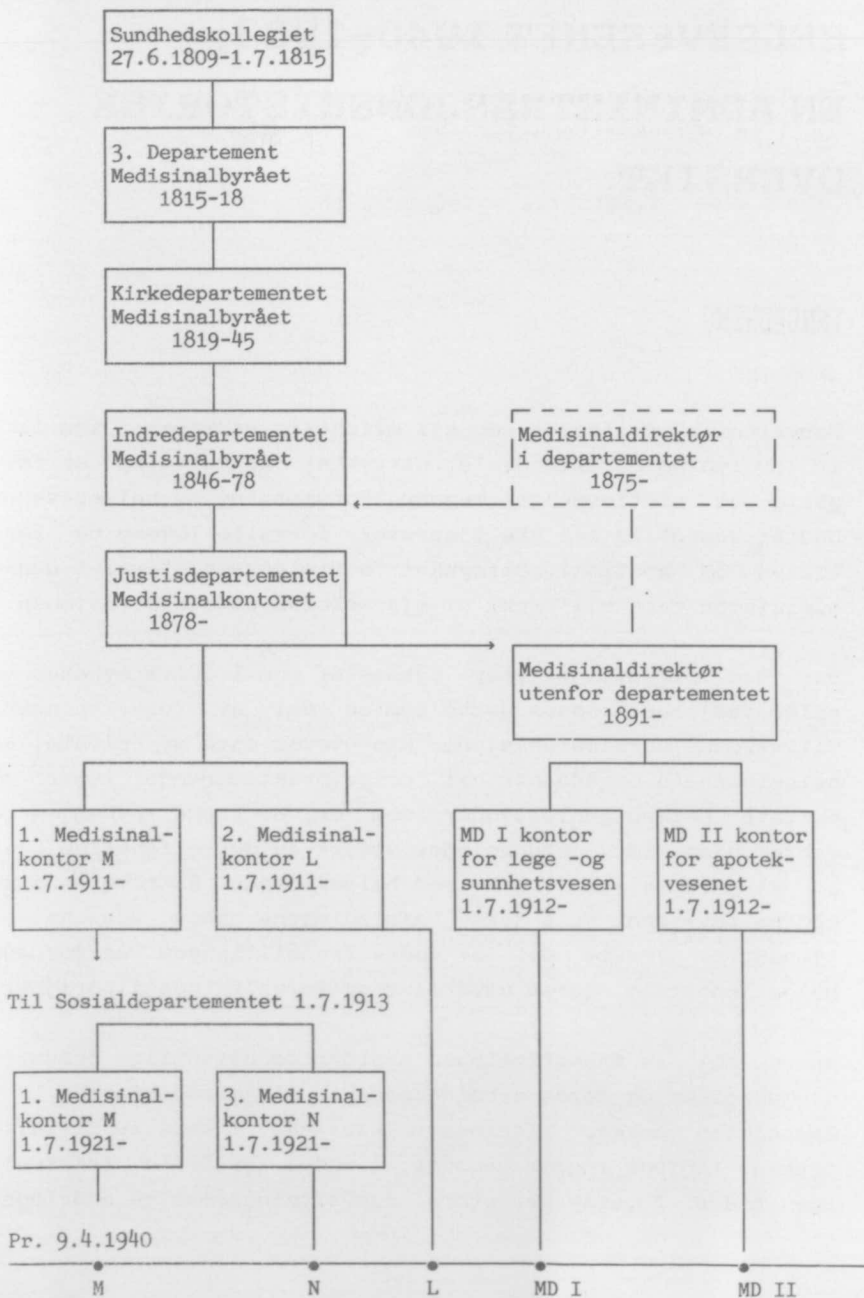 Sundhedskollegiet
27.6.1809-1.7.1815
3. Departement
Medisinalbyrået
1815-18
Kirkedepartementet
Medisinalbyrået
1819-45
Indredepartementet
Medisinalbyrået
1846-78
Medisinaldirektør
i departementet
1875-
Justisdepartementet
Medisinalkontoret
1878-
Medisinaldirektør
utenfor departementet
1891-
1. Medisinal-
kontor M
1.7.1911-
2. Medisinal-
kontor L
1.7.1911-
MD I kontor
for lege -og
sunnhetsvesen
1.7.1912-
MD II kontor
for apotek-
vesenet
1.7.1912-
Til Sosialdepartementet 1.7.1913
1. Medisinal-
kontor M
1.7.1921-
3. Medisinal-
kontor N
1.7.1921-
Pr. 9.4.1940
M N L MD I MD II